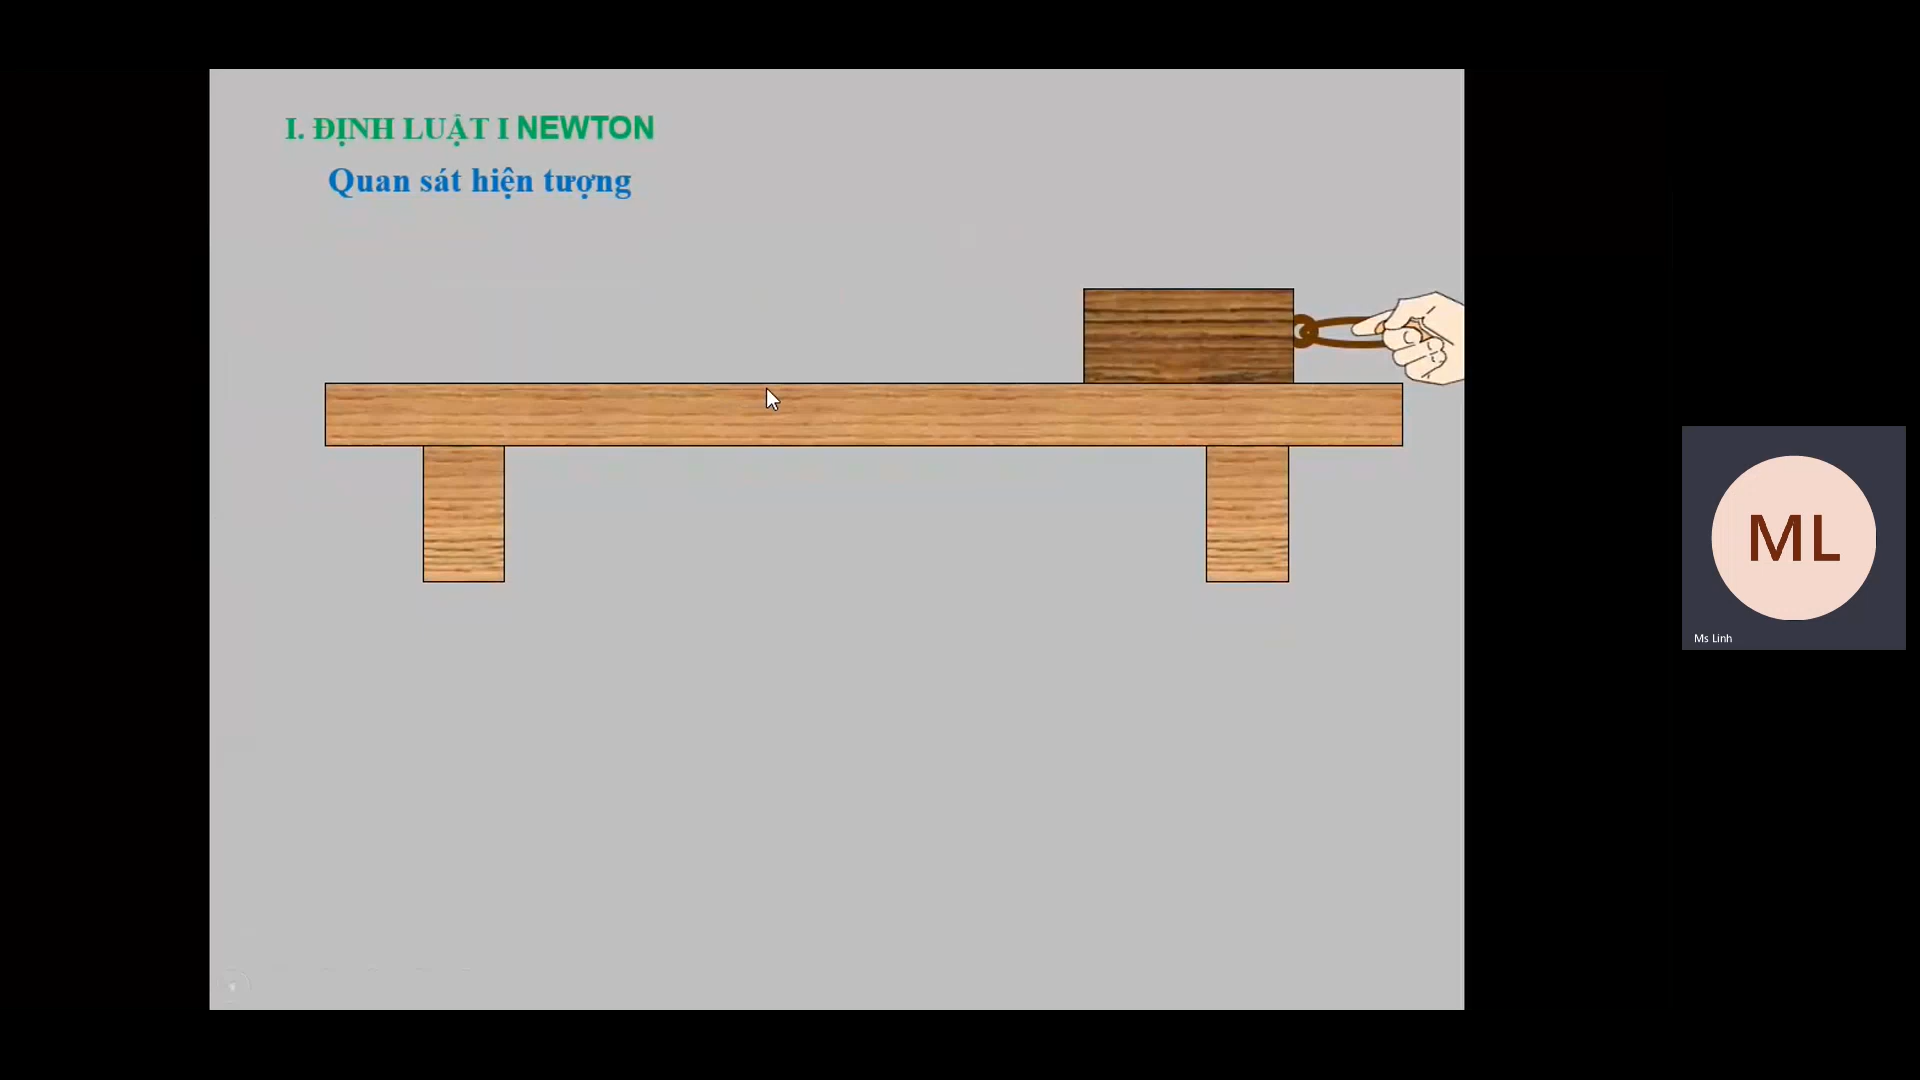 I. ĐỊNH LUẬT I NEWTON
Quan sát hiện tượng
ML
Ms Linh